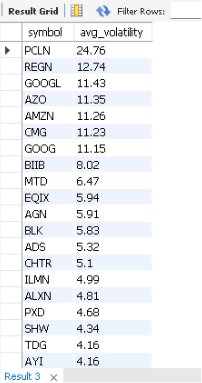 Result Grid Filter Rows:
symbol avg_volatility
PCLN 24.76
REGN 12.74
GOOGL 11.43
AZO 11.35
AMZN 11.26
CMG 11.23
GOOG 11.15
BIIB 8.02
MTD 6.47
EQIX 5.94
AGN 5.91
BLK 5.83
ADS 5.32
CHTR 5.1
ILMN 4.99
ALXN 4.81
PXD 4.68
SHW 4.34
TDG 4.16
AYI 4.16
Result 3